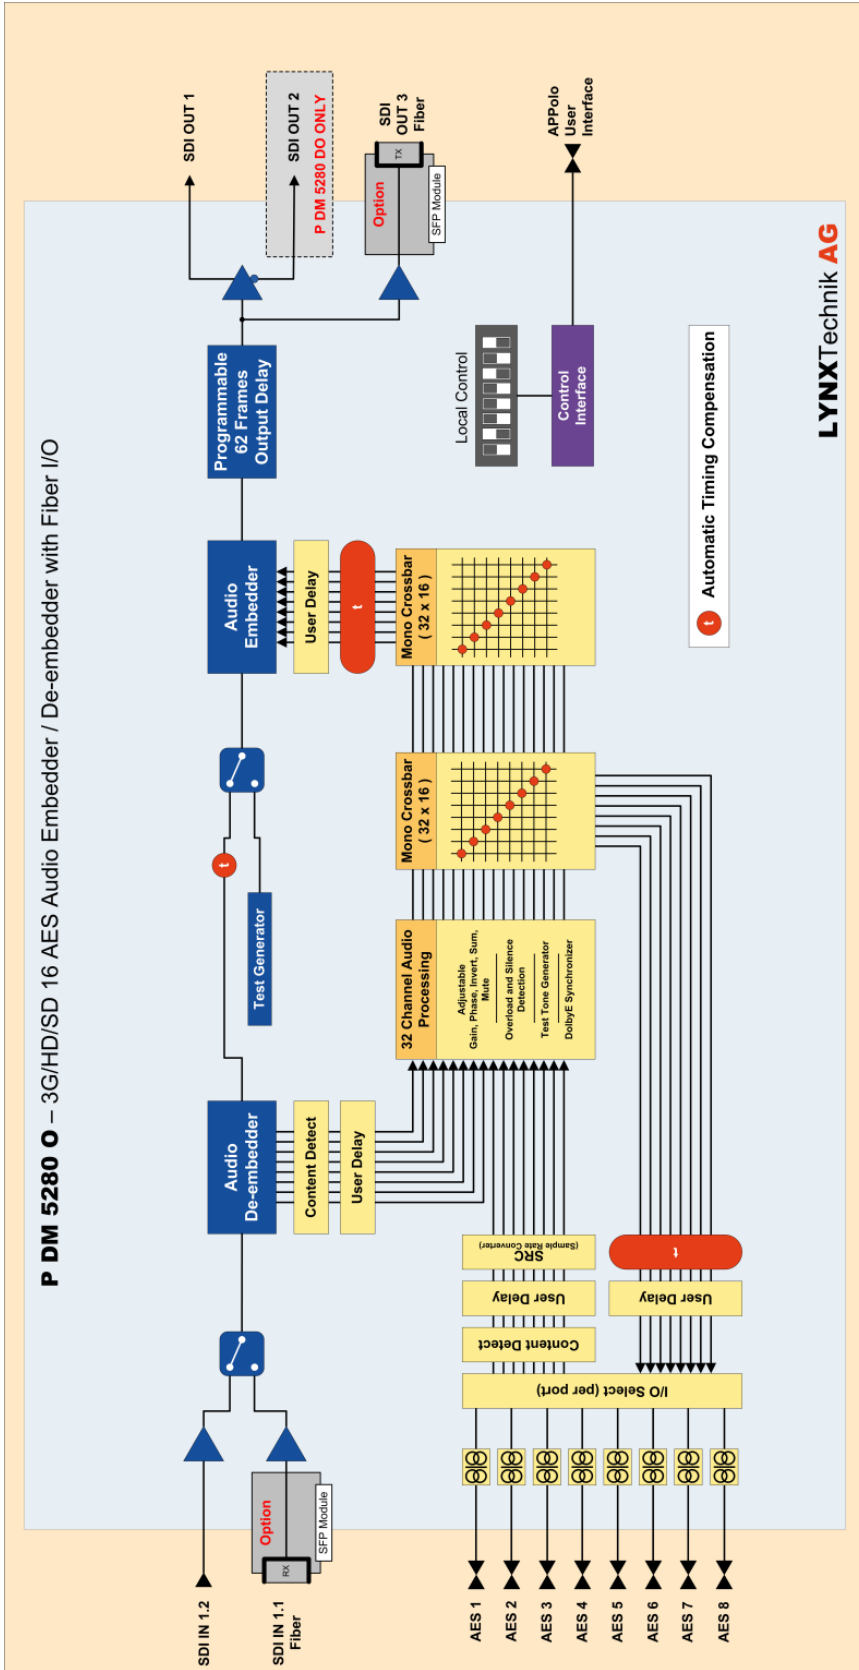 P DM 5280 O – 3G/HD/SD 16 AES Audio Embedder / De-embedder with Fiber I/O
SDI IN 1.2
SDI IN 1.1
Fiber
RX
Option
SFP Module
Audio
De-embedder
Content Detect
User Delay
t
Test Generator
Audio
Embedder
User Delay
t
Programmable
62 Frames
Output Delay
SDI OUT 1
SDI OUT 2
P DM 5280 DO ONLY
SDI
OUT 3
Fiber
TX
Option
SFP Module
32 Channel Audio
Processing
Adjustable
Gain, Phase, Invert, Sum,
Mute
Overload and Silence
Detection
Test Tone Generator
DolbyE Synchronizer
Mono Crossbar
( 32 x 16 )
Mono Crossbar
( 32 x 16 )
Local Control
Control
Interface
APPolo
User
Interface
SRC
(Sample Rate Converter)
User Delay
Content Detect
t
User Delay
I/O Select (per port)
AES 1
AES 2
AES 3
AES 4
AES 5
AES 6
AES 7
AES 8
t Automatic Timing Compensation
LYNXTechnik AG